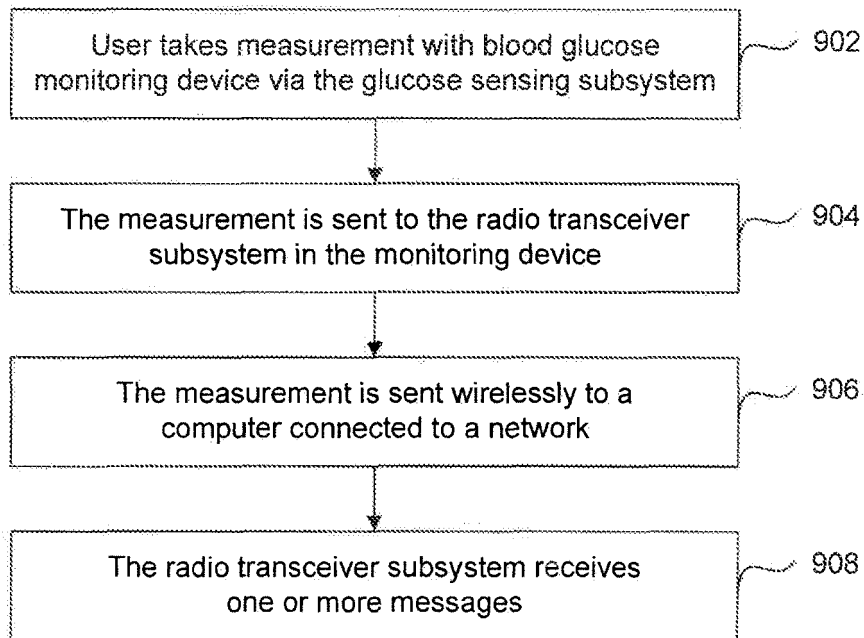 User takes measurement with blood glucose
monitoring device via the glucose sensing subsystem
902
The measurement is sent to the radio transceiver
subsystem in the monitoring device
904
The measurement is sent wirelessly to a
computer connected to a network
906
The radio transceiver subsystem receives
one or more messages
908